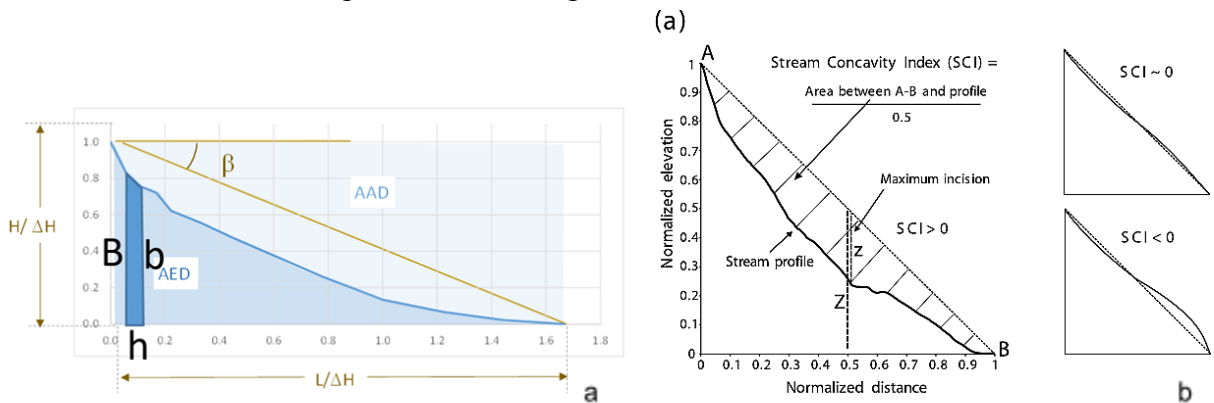 1.0
0.8
0.6
0.4
0.2
0.0
H/ΔH
β
AAD
B
b
AED
h
0.0 0.2 0.4 0.6 0.8 1.0 1.2 1.4 1.6 1.8
L/ΔH
a
(a)
A
1
0.9
0.8
0.7
0.6
0.5
0.4
0.3
0.2
0.1
0
Normalized elevation
Stream Concavity Index (SCI) =
Area between A-B and profile
0.5
Maximum incision
SCI > 0
z
Stream profile
Z
B
0 0.1 0.2 0.3 0.4 0.5 0.6 0.7 0.8 0.9 1
Normalized distance
SCI ~ 0
SCI < 0
b